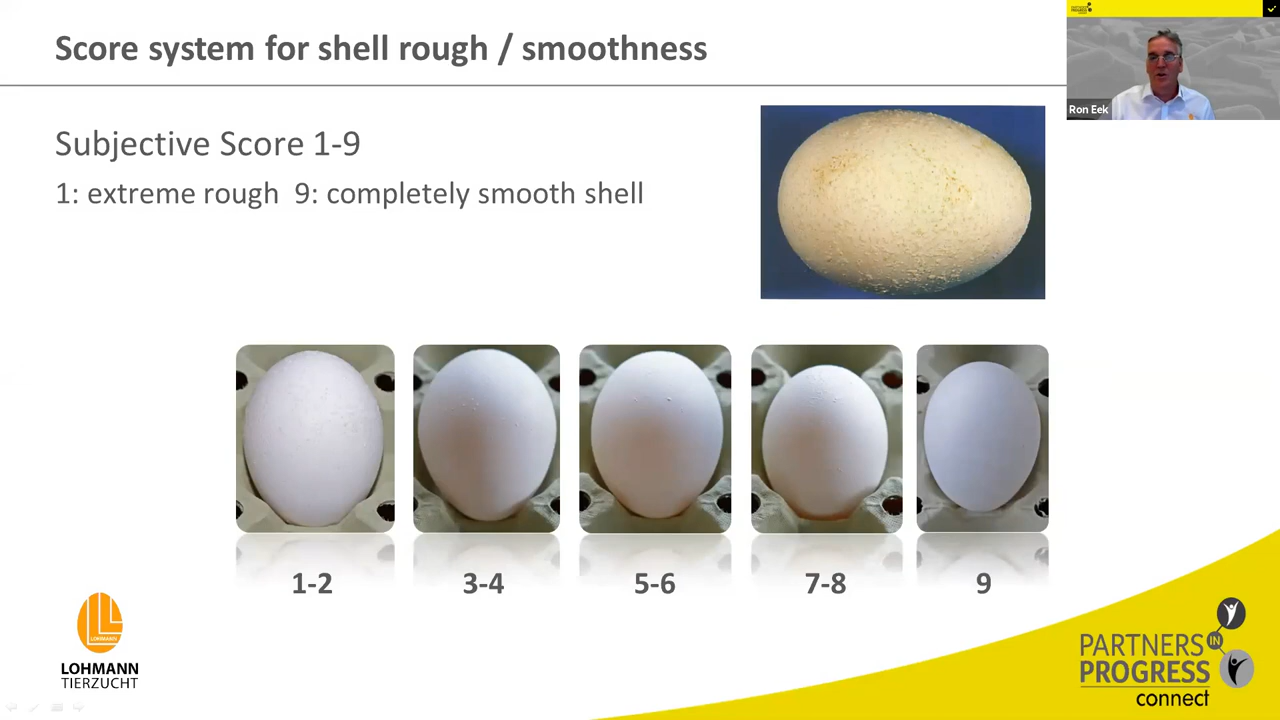 Score system for shell rough / smoothness
Ron Eek
Subjective Score 1-9
1: extreme rough 9: completely smooth shell
1-2
3-4
5-6
7-8
9
LOHMANN
LOHMANN
TIERZUCHT
PARTNERS IN
PROGRESS
connect